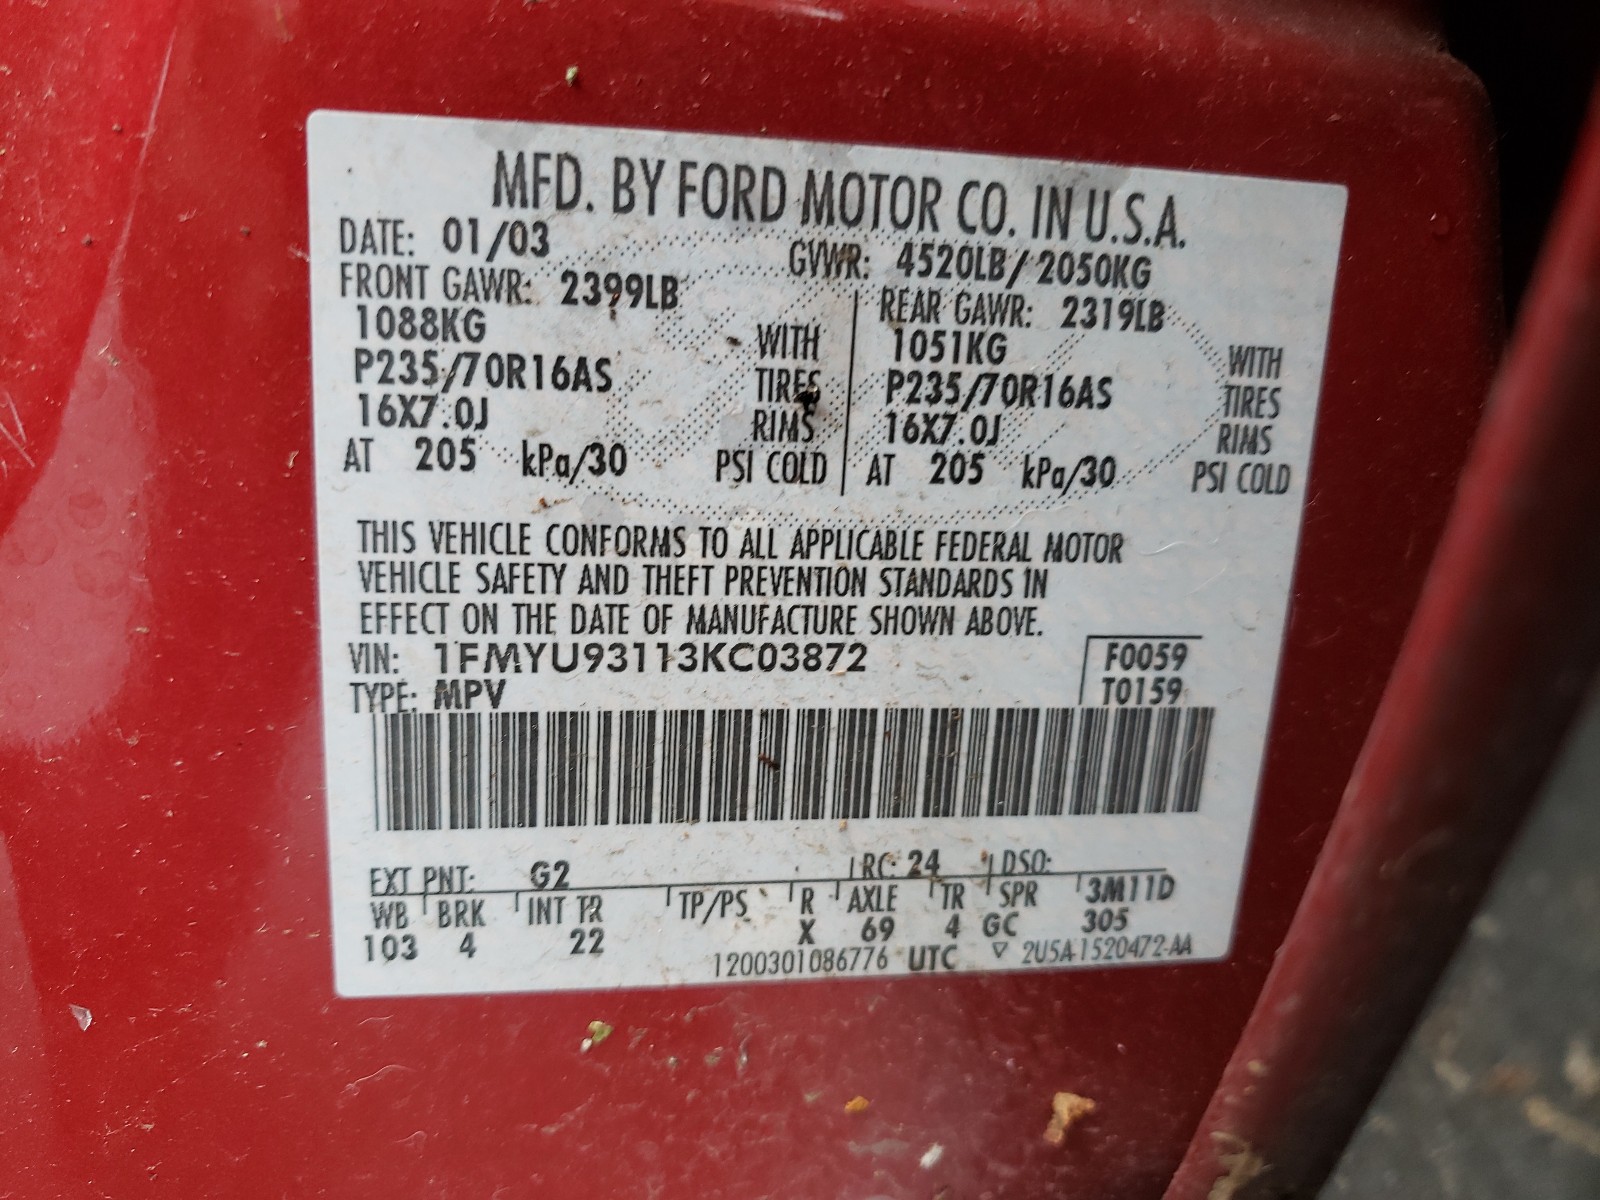 MFD. BY FORD MOTOR CO. IN U.S.A.
DATE: 01/03 GVWR: 4520LB/2050KG
FRONT GAWR: 2399LB REAR GAWR: 2319LB
1088KG WITH 1051KG WITH
P235/70R16AS TIRES P235/70R16AS TIRES
16X7.0J RIMS 16X7.0J RIMS
AT 205 kPa/30 PSI COLD AT 205 kPa/30 PSI COLD
THIS VEHICLE CONFORMS TO ALL APPLICABLE FEDERAL MOTOR
VEHICLE SAFETY AND THEFT PREVENTION STANDARDS IN
EFFECT ON THE DATE OF MANUFACTURE SHOWN ABOVE.
VIN: 1FMYU93113KC03872 F0059
TYPE: MPV T0159
EXT PNT: G2 RC: 24 DSO:
WB BRK INT TR TP/PS R AXLE TR SPR 3M11D
103 4 22 X 69 4 GC 305
1200301086776 UTC ▽ 2U5A-1520472-AA